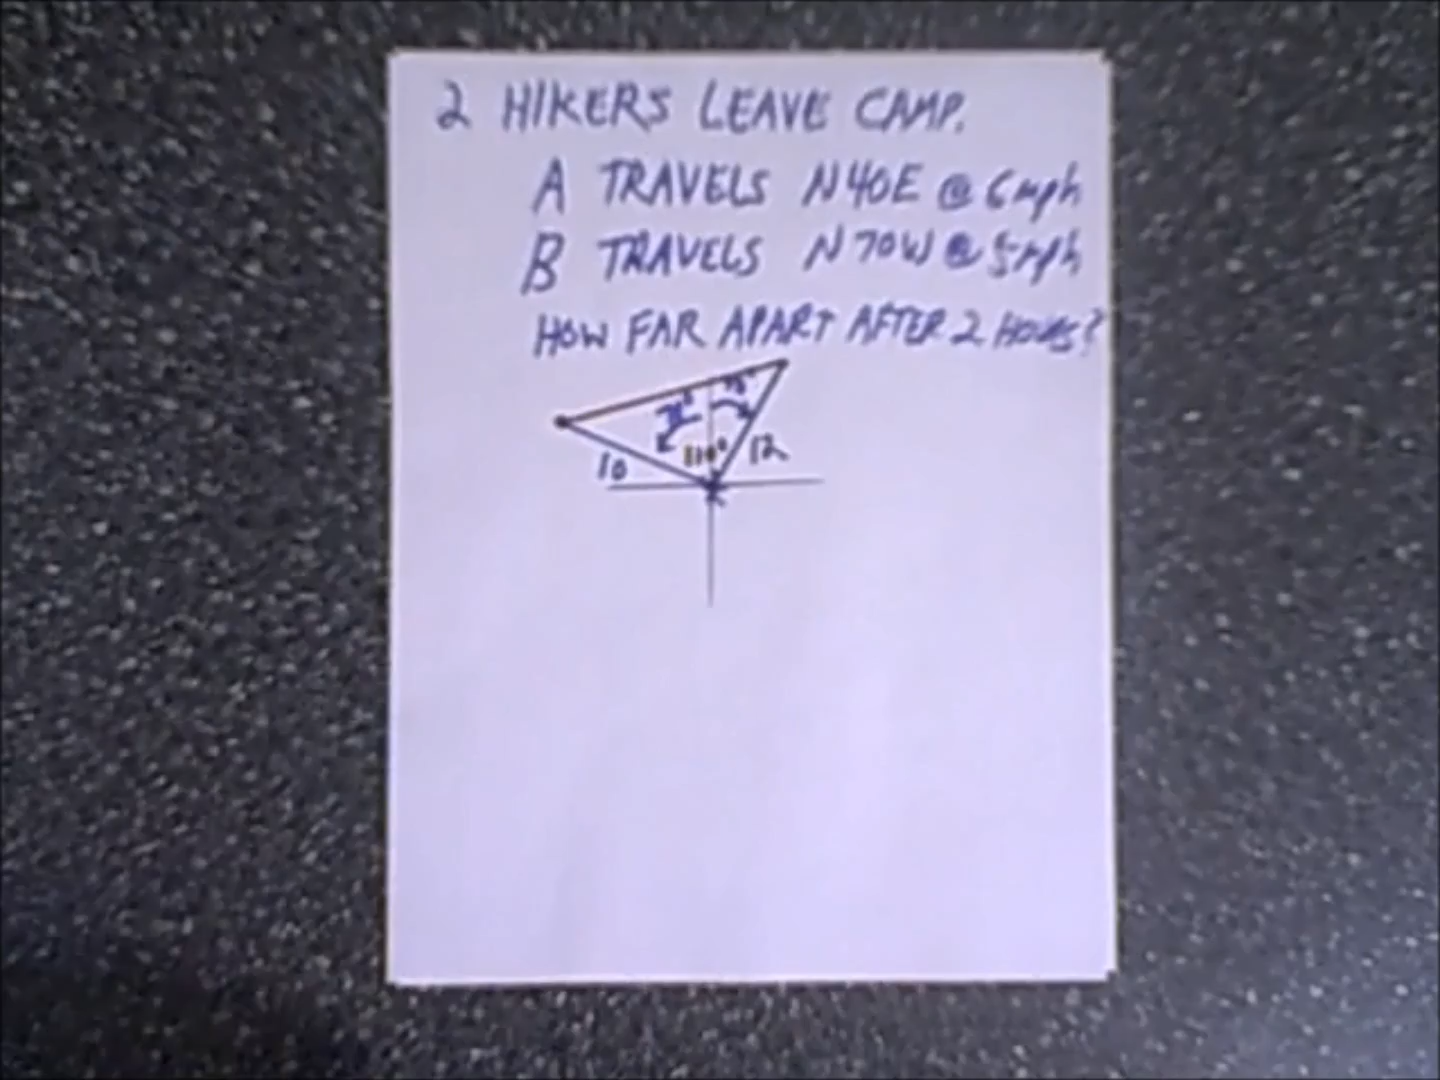 2 HIKERS LEAVE CAMP.
A TRAVELS N40E @ 6mph
B TRAVELS N70W @ 5mph
HOW FAR APART AFTER 2 HOURS?
110°
10
12